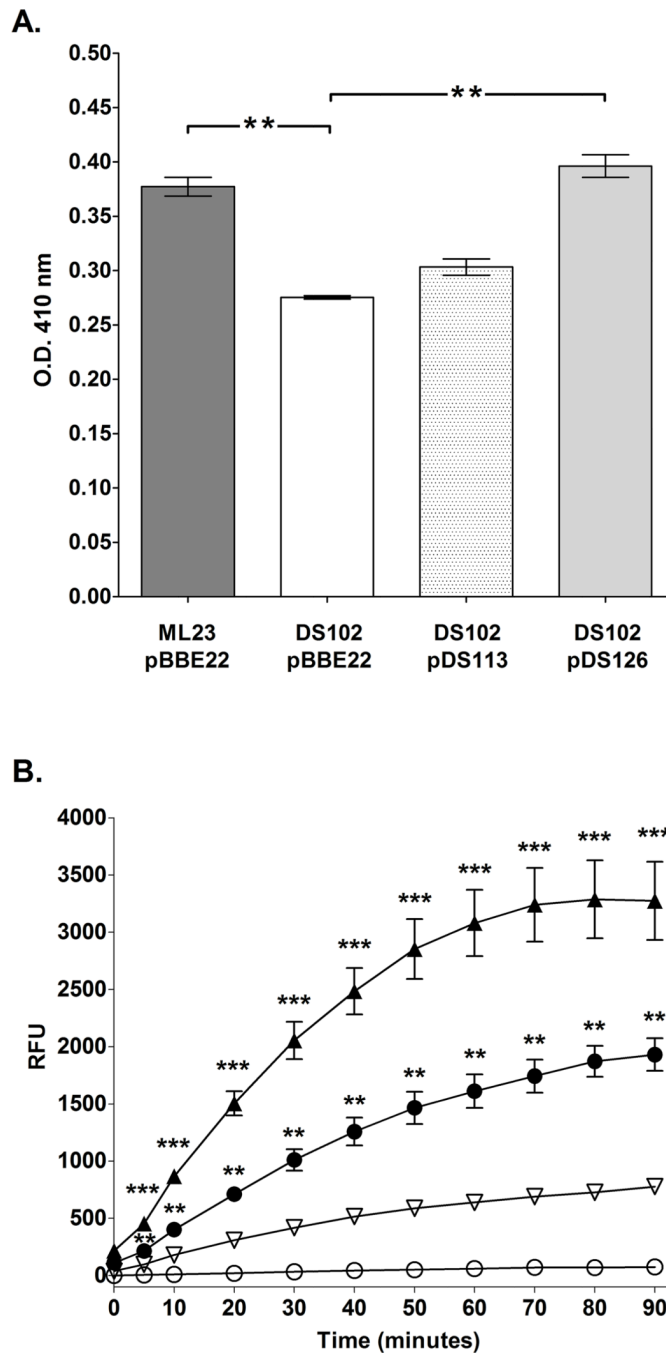 A.
0.50
0.45
0.40
0.35
0.30
0.25
0.20
0.15
0.10
0.05
0.00
O.D. 410 nm
**
**
ML23 pBBE22
DS102 pBBE22
DS102 pDS113
DS102 pDS126
B.
4000
3500
3000
2500
2000
1500
1000
500
0
RFU
*** *** *** *** *** *** *** *** *** *** ***
** ** ** ** ** ** ** ** ** ** **
0 10 20 30 40 50 60 70 80 90
Time (minutes)